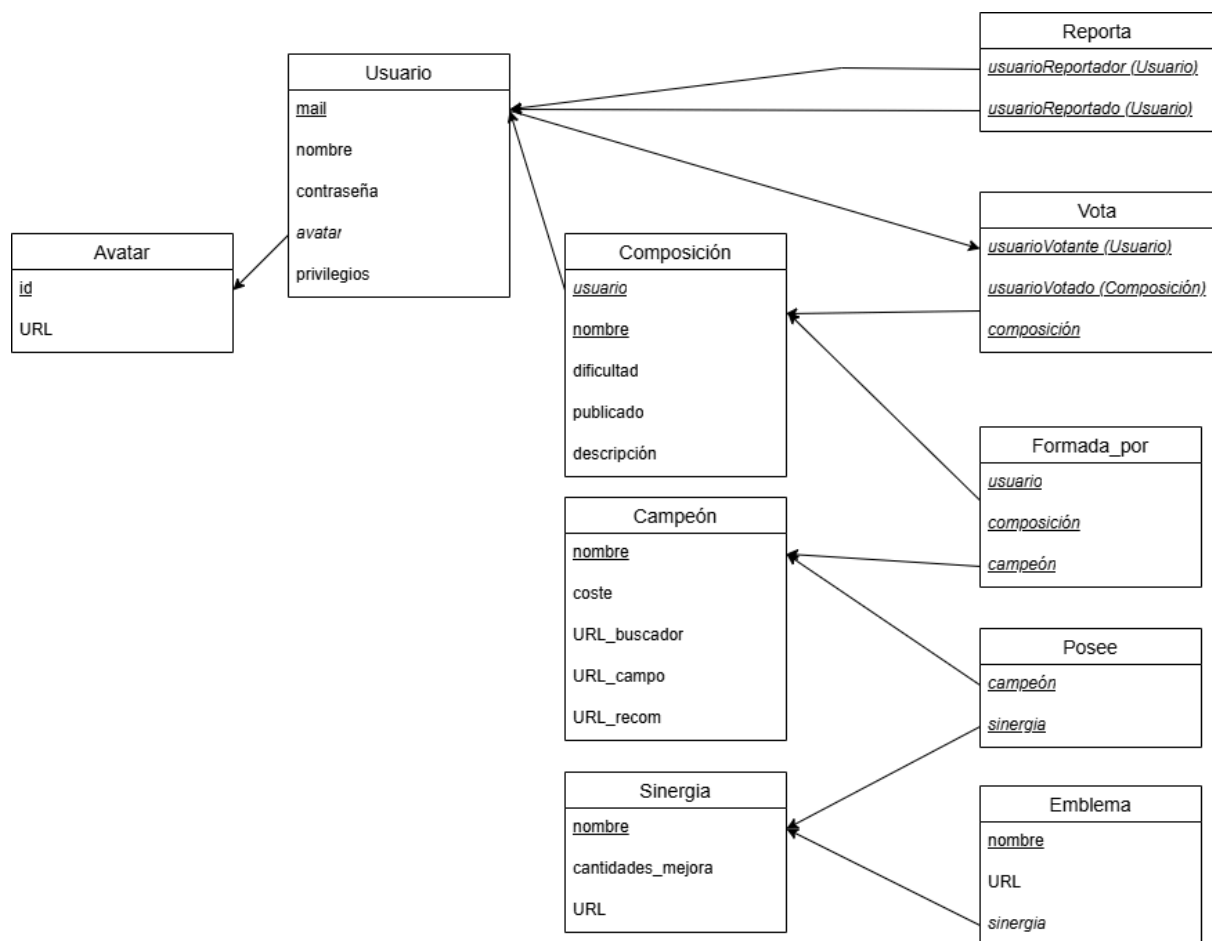 Reporta
usuarioReportador (Usuario)
usuarioReportado (Usuario)
Usuario
mail
nombre
contraseña
avatar
privilegios
Vota
usuarioVotante (Usuario)
usuarioVotado (Composición)
composición
Avatar
id
URL
Composición
usuario
nombre
dificultad
publicado
descripción
Formada_por
usuario
composición
campeón
Campeón
nombre
coste
URL_buscador
URL_campo
URL_recom
Posee
campeón
sinergia
Sinergia
nombre
cantidades_mejora
URL
Emblema
nombre
URL
sinergia